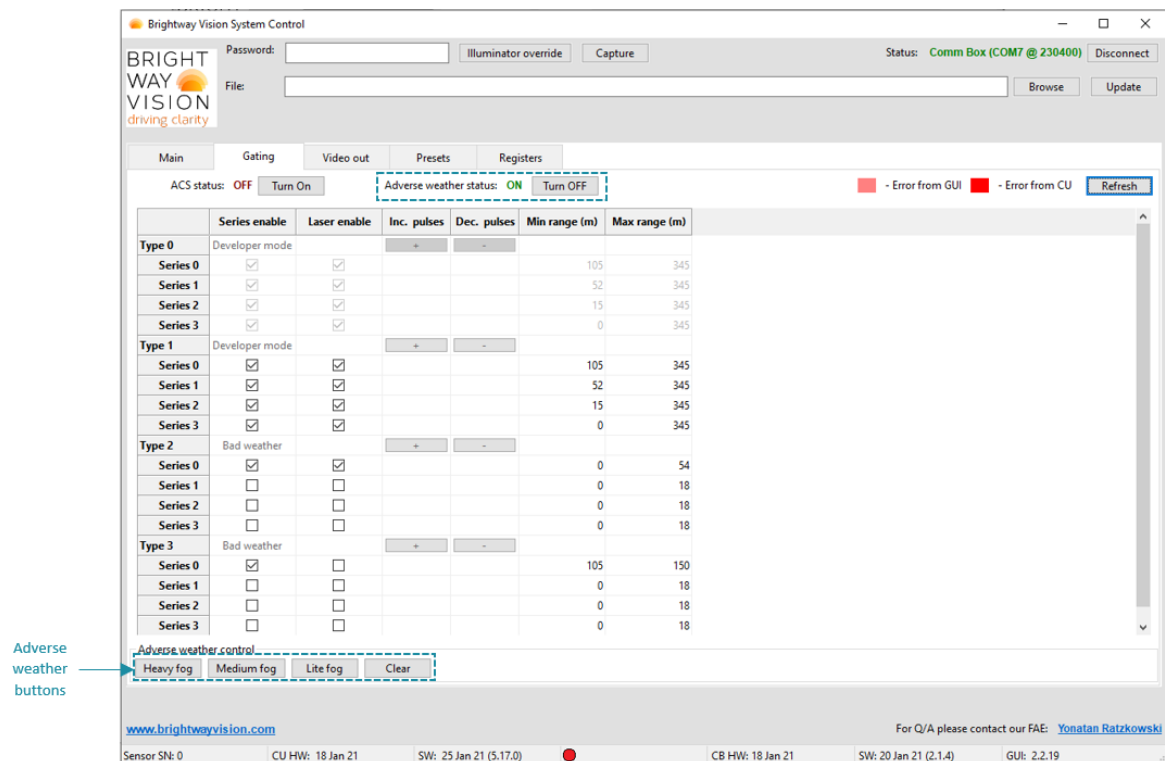 Brightway Vision System Control
BRIGHT
WAY
VISION
driving clarity
Password: Illuminator override Capture Status: Comm Box (COM7 @ 230400) Disconnect
File: Browse Update
Main Gating Video out Presets Registers
ACS status: OFF Turn On Adverse weather status: ON Turn OFF - Error from GUI - Error from CU Refresh
Series enable Laser enable Inc. pulses Dec. pulses Min range (m) Max range (m)
Type 0 Developer mode + -
Series 0 105 345
Series 1 52 345
Series 2 15 345
Series 3 0 345
Type 1 Developer mode + -
Series 0 105 345
Series 1 52 345
Series 2 15 345
Series 3 0 345
Type 2 Bad weather + -
Series 0 0 54
Series 1 0 18
Series 2 0 18
Series 3 0 18
Type 3 Bad weather + -
Series 0 105 150
Series 1 0 18
Series 2 0 18
Series 3 0 18
Adverse weather control
Heavy fog Medium fog Lite fog Clear
Adverse
weather
buttons
www.brightwayvision.com For Q/A please contact our FAE: Yonatan Ratzkowski
Sensor SN: 0 CU HW: 18 Jan 21 SW: 25 Jan 21 (5.17.0) CB HW: 18 Jan 21 SW: 20 Jan 21 (2.1.4) GUI: 2.2.19